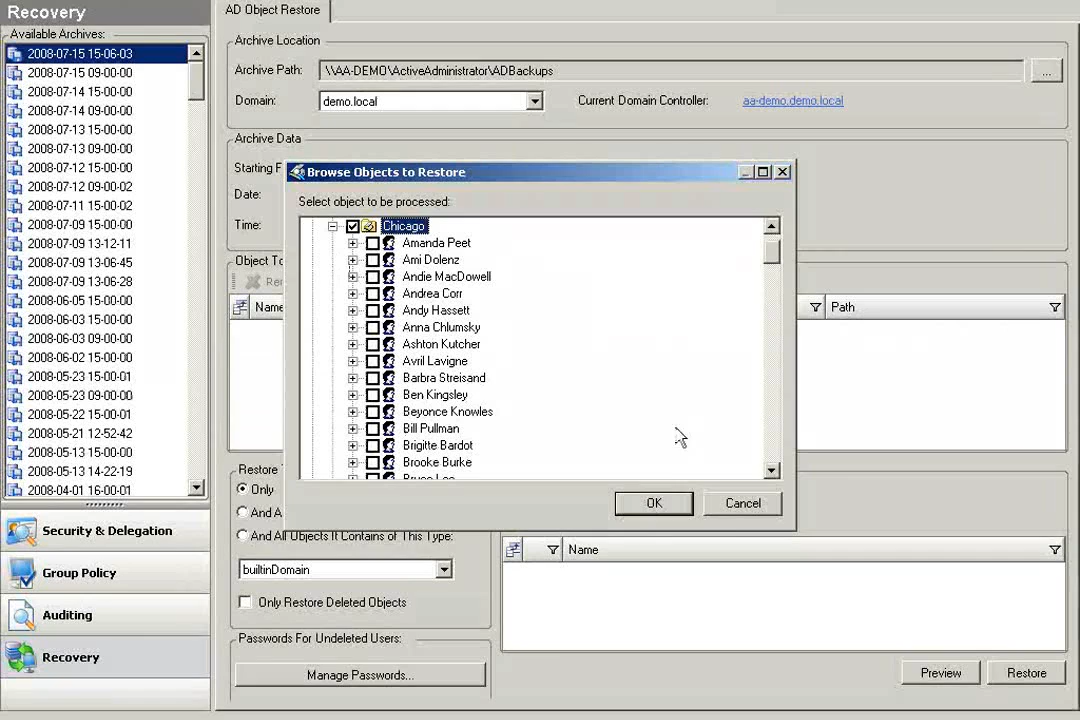 Recovery
Available Archives:
2008-07-15 15-06-03
2008-07-15 09-00-00
2008-07-14 15-00-00
2008-07-14 09-00-00
2008-07-13 15-00-00
2008-07-13 09-00-00
2008-07-12 15-00-00
2008-07-12 09-00-02
2008-07-11 15-00-02
2008-07-09 15-00-00
2008-07-09 13-12-11
2008-07-09 13-06-45
2008-07-09 13-06-28
2008-06-05 15-00-00
2008-06-03 15-00-00
2008-06-03 09-00-00
2008-06-02 15-00-00
2008-05-23 15-00-01
2008-05-23 09-00-00
2008-05-22 15-00-01
2008-05-21 12-52-42
2008-05-13 15-00-00
2008-05-13 14-22-19
2008-04-01 16-00-01
Security & Delegation
Group Policy
Auditing
Recovery
AD Object Restore
Archive Location
Archive Path: \\AA-DEMO\ActiveAdministrator\ADBackups ...
Domain: demo.local Current Domain Controller: aa-demo.demo.local
Archive Data
Starting F
Date:
Time:
Object To
Name Path
Browse Objects to Restore
Select object to be processed:
Chicago
Amanda Peet
Ami Dolenz
Andie MacDowell
Andrea Corr
Andy Hassett
Anna Chlumsky
Ashton Kutcher
Avril Lavigne
Barbra Streisand
Ben Kingsley
Beyonce Knowles
Bill Pullman
Brigitte Bardot
Brooke Burke
OK Cancel
Restore
Only
And A
And All Objects It Contains of This Type:
builtinDomain
Only Restore Deleted Objects
Passwords For Undeleted Users:
Manage Passwords...
Name
Preview Restore